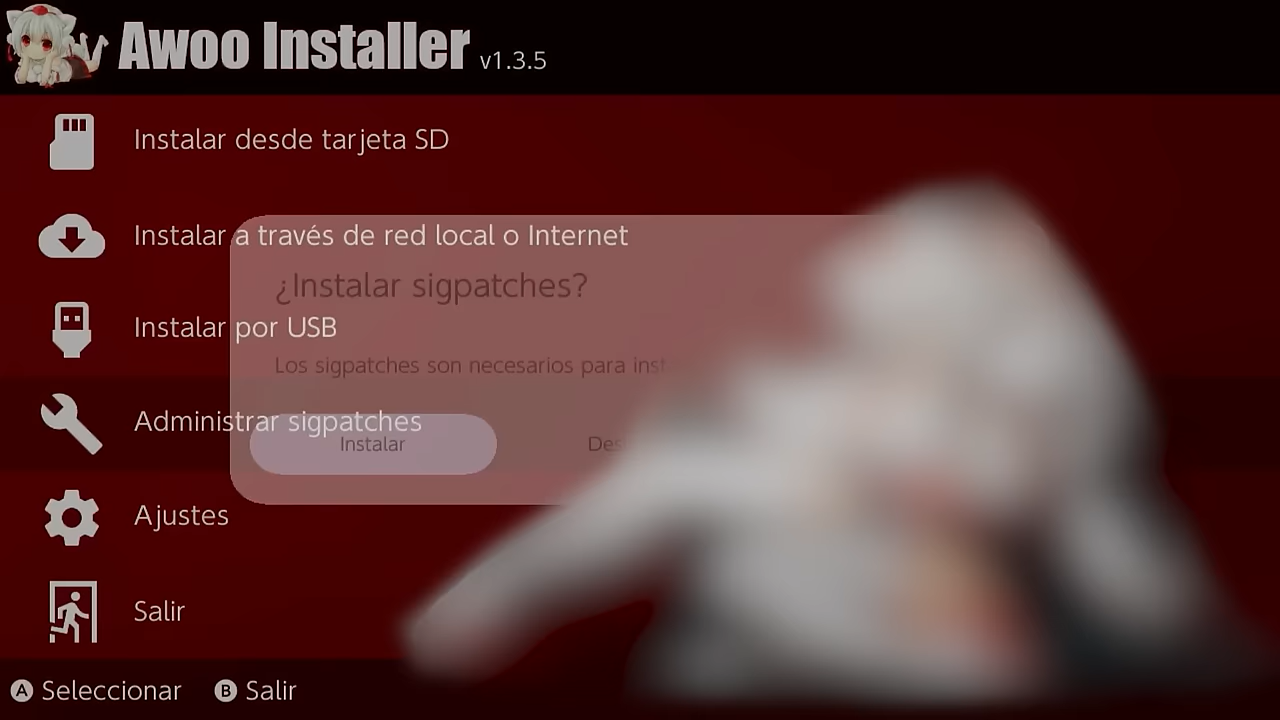 Awoo Installer v1.3.5
Instalar desde tarjeta SD
Instalar a través de red local o Internet
¿Instalar sigpatches?
Instalar por USB
Los sigpatches son necesarios para
Administrar sigpatches
Instalar
Ajustes
Salir
A Seleccionar B Salir